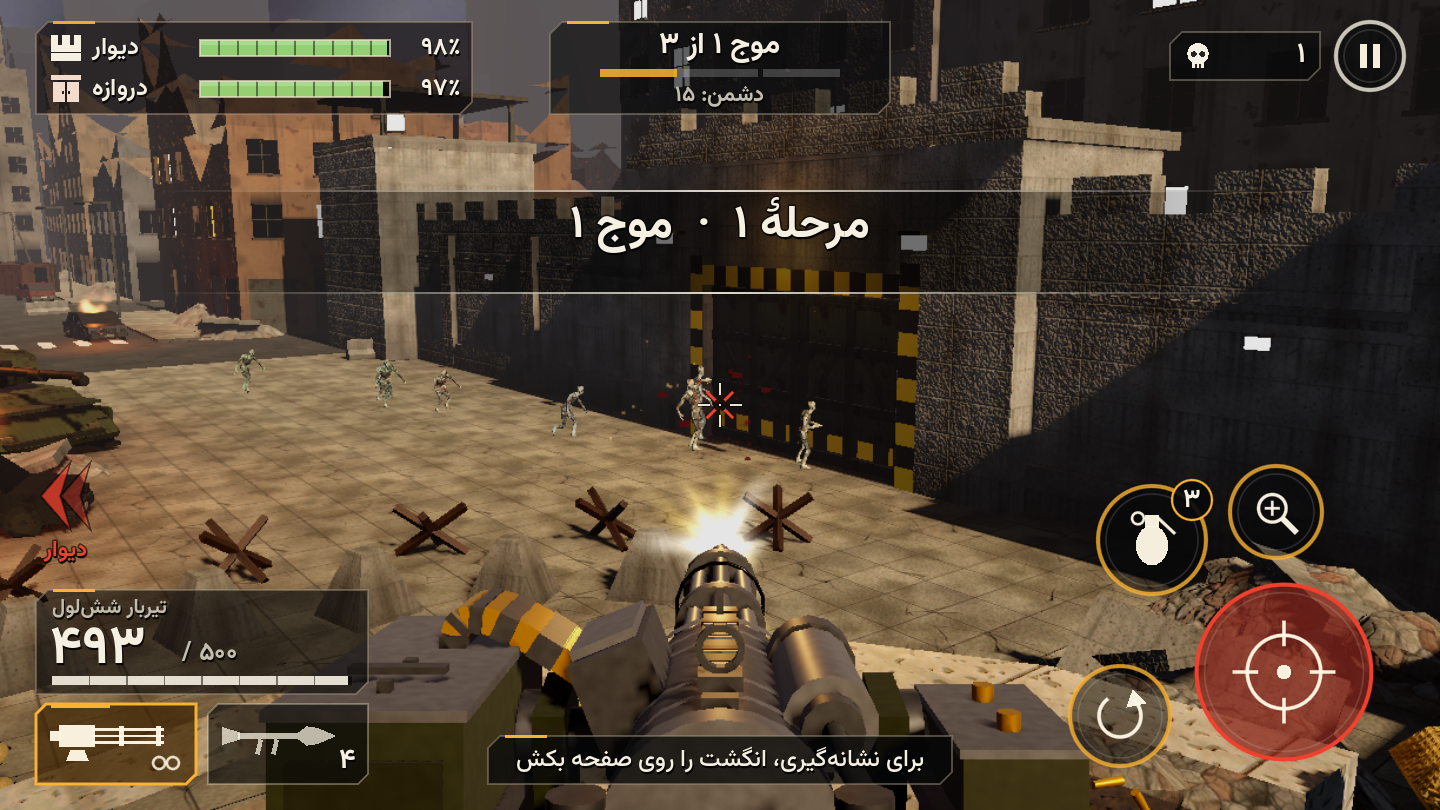 دیوار ۹۸٪
دروازه ۹۷٪
موج ۱ از ۳
دشمن: ۱۵
۱
مرحلهٔ ۱ · موج ۱
دیوار
تیربار شش‌لول
۴۹۳ / ۵۰۰
∞
۴
۳
برای نشانه‌گیری، انگشت را روی صفحه بکش